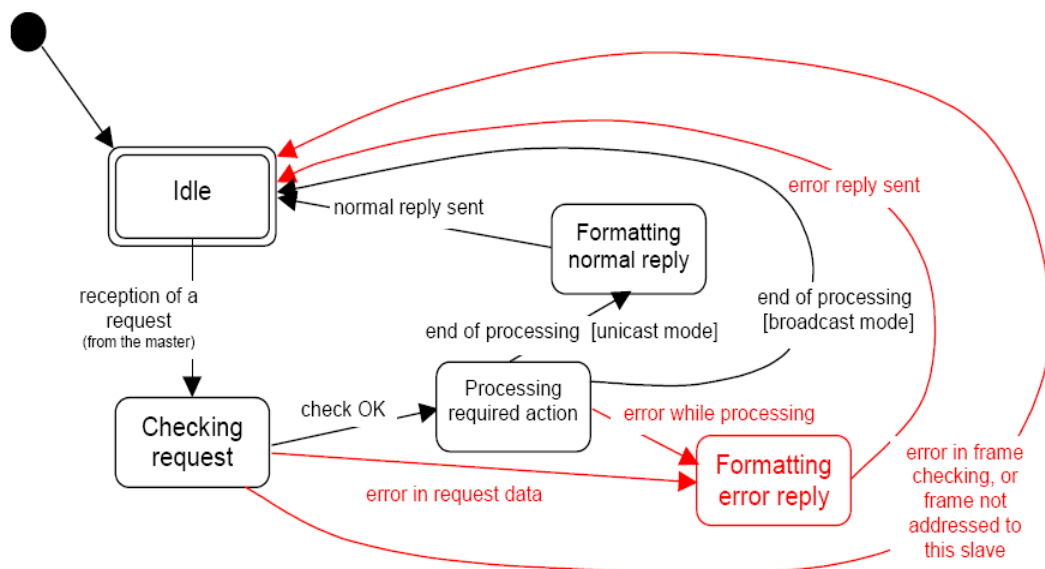 Idle
error reply sent
normal reply sent
Formatting
normal reply
reception of a
request
(from the master)
end of processing
[broadcast mode]
end of processing [unicast mode]
Processing
required action
check OK
error while processing
Checking
request
Formatting
error reply
error in request data
error in frame
checking, or
frame not
addressed to
this slave